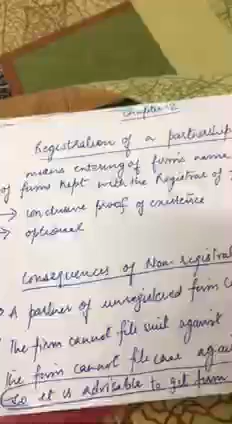 Chapter-2
Registration of a partnership
means entering of firm's name
of firms kept with the Registrar of
→ conclusive proof of existence
→ optional
Consequences of Non-registrat
A partner of unregistered firm c
The firm cannot file suit against
The firm cannot file case agai
So it is advisable to get firm